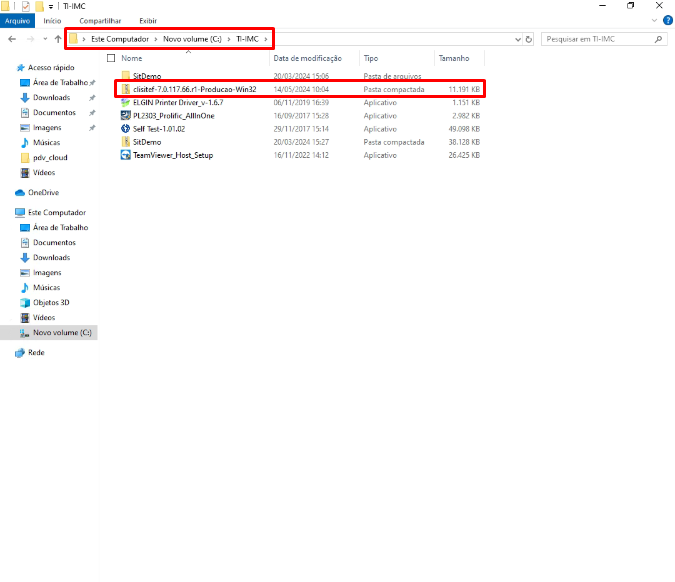 TI-IMC
Arquivo Início Compartilhar Exibir
Este Computador Novo volume (C:) TI-IMC
Pesquisar em TI-IMC
Nome Data de modificação Tipo Tamanho
SitDemo 20/03/2024 15:06 Pasta de arquivos
clisitef-7.0.117.66.r1-Producao-Win32 14/05/2024 10:04 Pasta compactada 11.191 KB
ELGIN Printer Driver_v-1.6.7 06/11/2019 16:39 Aplicativo 1.151 KB
PL2303_Prolific_AllInOne 16/09/2017 15:28 Aplicativo 2.982 KB
Self Test-1.01.02 29/11/2017 15:14 Aplicativo 49.098 KB
SitDemo 20/03/2024 15:27 Pasta compactada 38.128 KB
TeamViewer_Host_Setup 16/11/2022 14:12 Aplicativo 26.425 KB
Acesso rápido
Área de Trabalho
Downloads
Documentos
Imagens
Músicas
pdv_cloud
Vídeos
OneDrive
Este Computador
Área de Trabalho
Documentos
Downloads
Imagens
Músicas
Objetos 3D
Vídeos
Novo volume (C:)
Rede